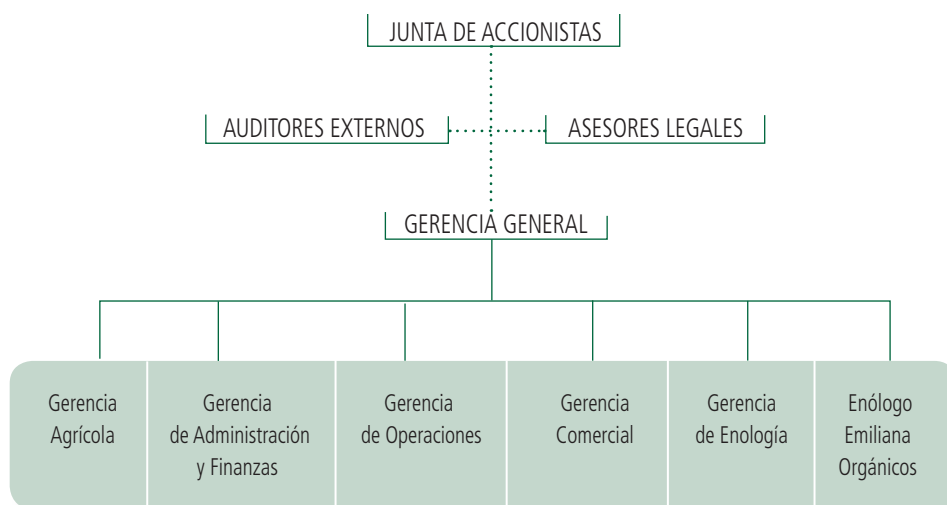 JUNTA DE ACCIONISTAS
AUDITORES EXTERNOS
ASESORES LEGALES
GERENCIA GENERAL
Gerencia
Agrícola
Gerencia
de Administración
y Finanzas
Gerencia
de Operaciones
Gerencia
Comercial
Gerencia
de Enología
Enólogo
Emiliana
Orgánicos